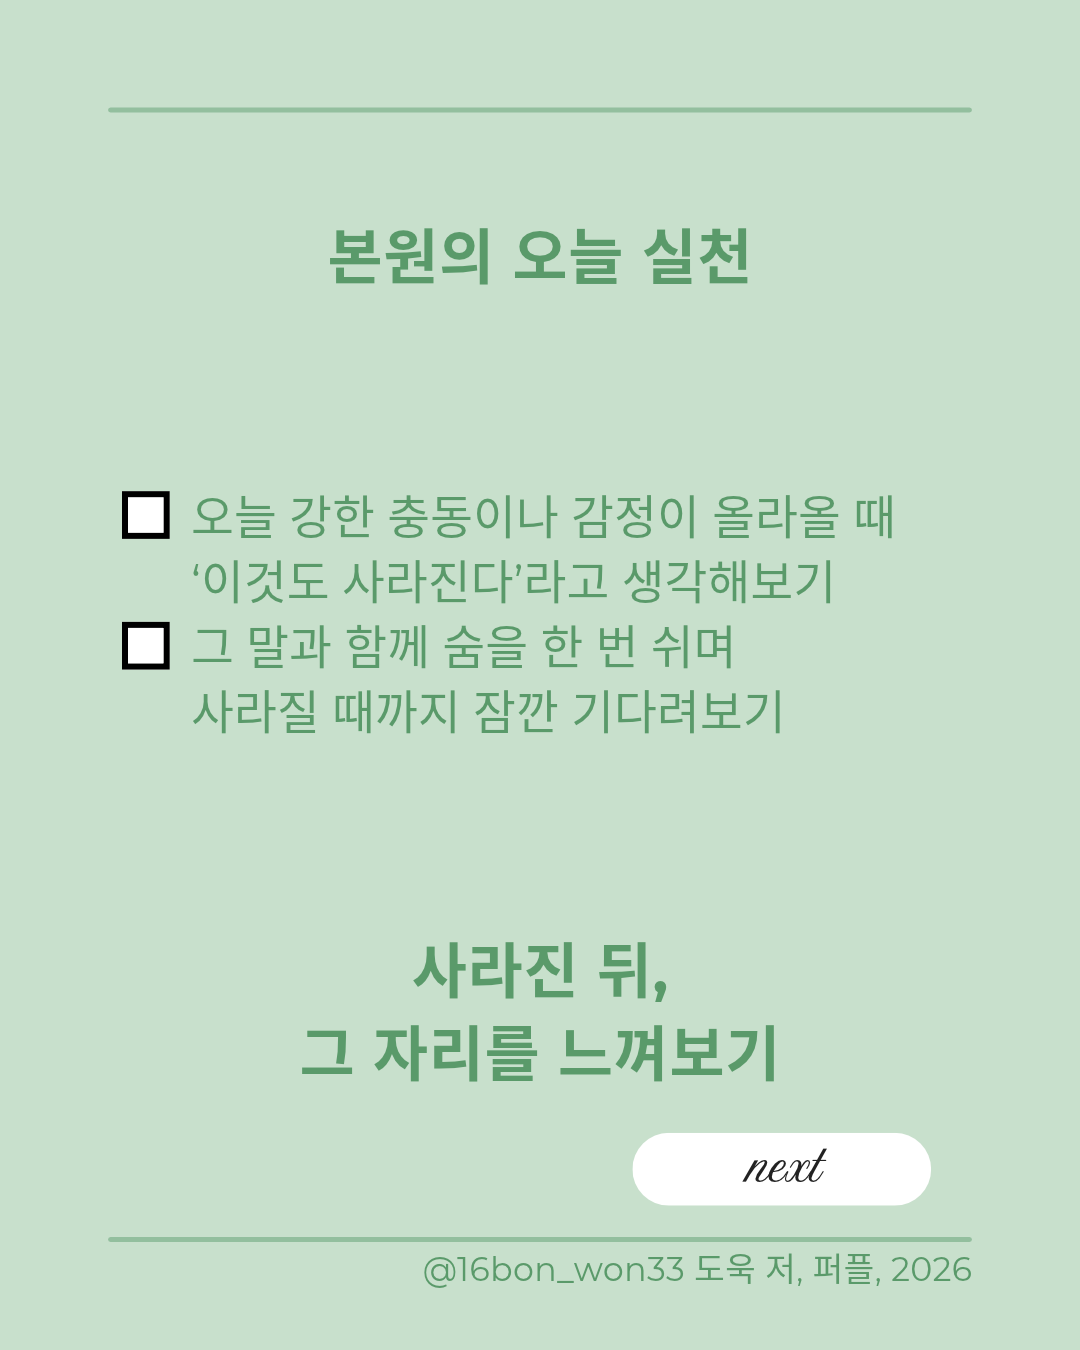 본원의 오늘 실천
오늘 강한 충동이나 감정이 올라올 때
‘이것도 사라진다’라고 생각해보기
그 말과 함께 숨을 한 번 쉬며
사라질 때까지 잠깐 기다려보기
사라진 뒤,
그 자리를 느껴보기
next
@16bon_won33 도욱 저, 퍼플, 2026